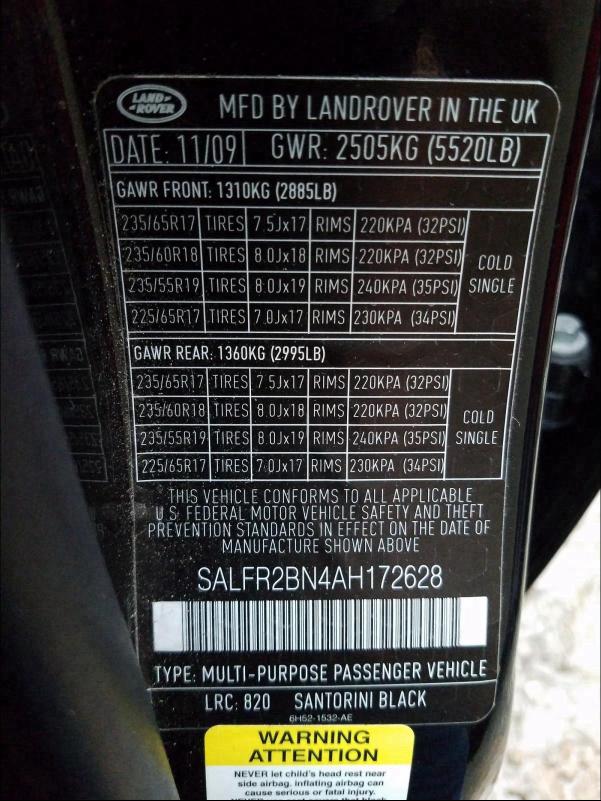 LAND ROVER
MFD BY LANDROVER IN THE UK
DATE: 11/09 GWR: 2505KG (5520LB)
GAWR FRONT: 1310KG (2885LB)
235/65R17 TIRES 7.5Jx17 RIMS 220KPA (32PSI)
235/60R18 TIRES 8.0Jx18 RIMS 220KPA (32PSI)
235/55R19 TIRES 8.0Jx19 RIMS 240KPA (35PSI)
225/65R17 TIRES 7.0Jx17 RIMS 230KPA (34PSI)
COLD
SINGLE
GAWR REAR: 1360KG (2995LB)
235/65R17 TIRES 7.5Jx17 RIMS 220KPA (32PSI)
235/60R18 TIRES 8.0Jx18 RIMS 220KPA (32PSI)
235/55R19 TIRES 8.0Jx19 RIMS 240KPA (35PSI)
225/65R17 TIRES 7.0Jx17 RIMS 230KPA (34PSI)
COLD
SINGLE
THIS VEHICLE CONFORMS TO ALL APPLICABLE
U.S. FEDERAL MOTOR VEHICLE SAFETY AND THEFT
PREVENTION STANDARDS IN EFFECT ON THE DATE OF
MANUFACTURE SHOWN ABOVE
SALFR2BN4AH172628
TYPE: MULTI-PURPOSE PASSENGER VEHICLE
LRC: 820 SANTORINI BLACK
6H52-1532-AE
WARNING
ATTENTION
NEVER let child's head rest near
side airbag. inflating airbag can
cause serious or fatal injury.